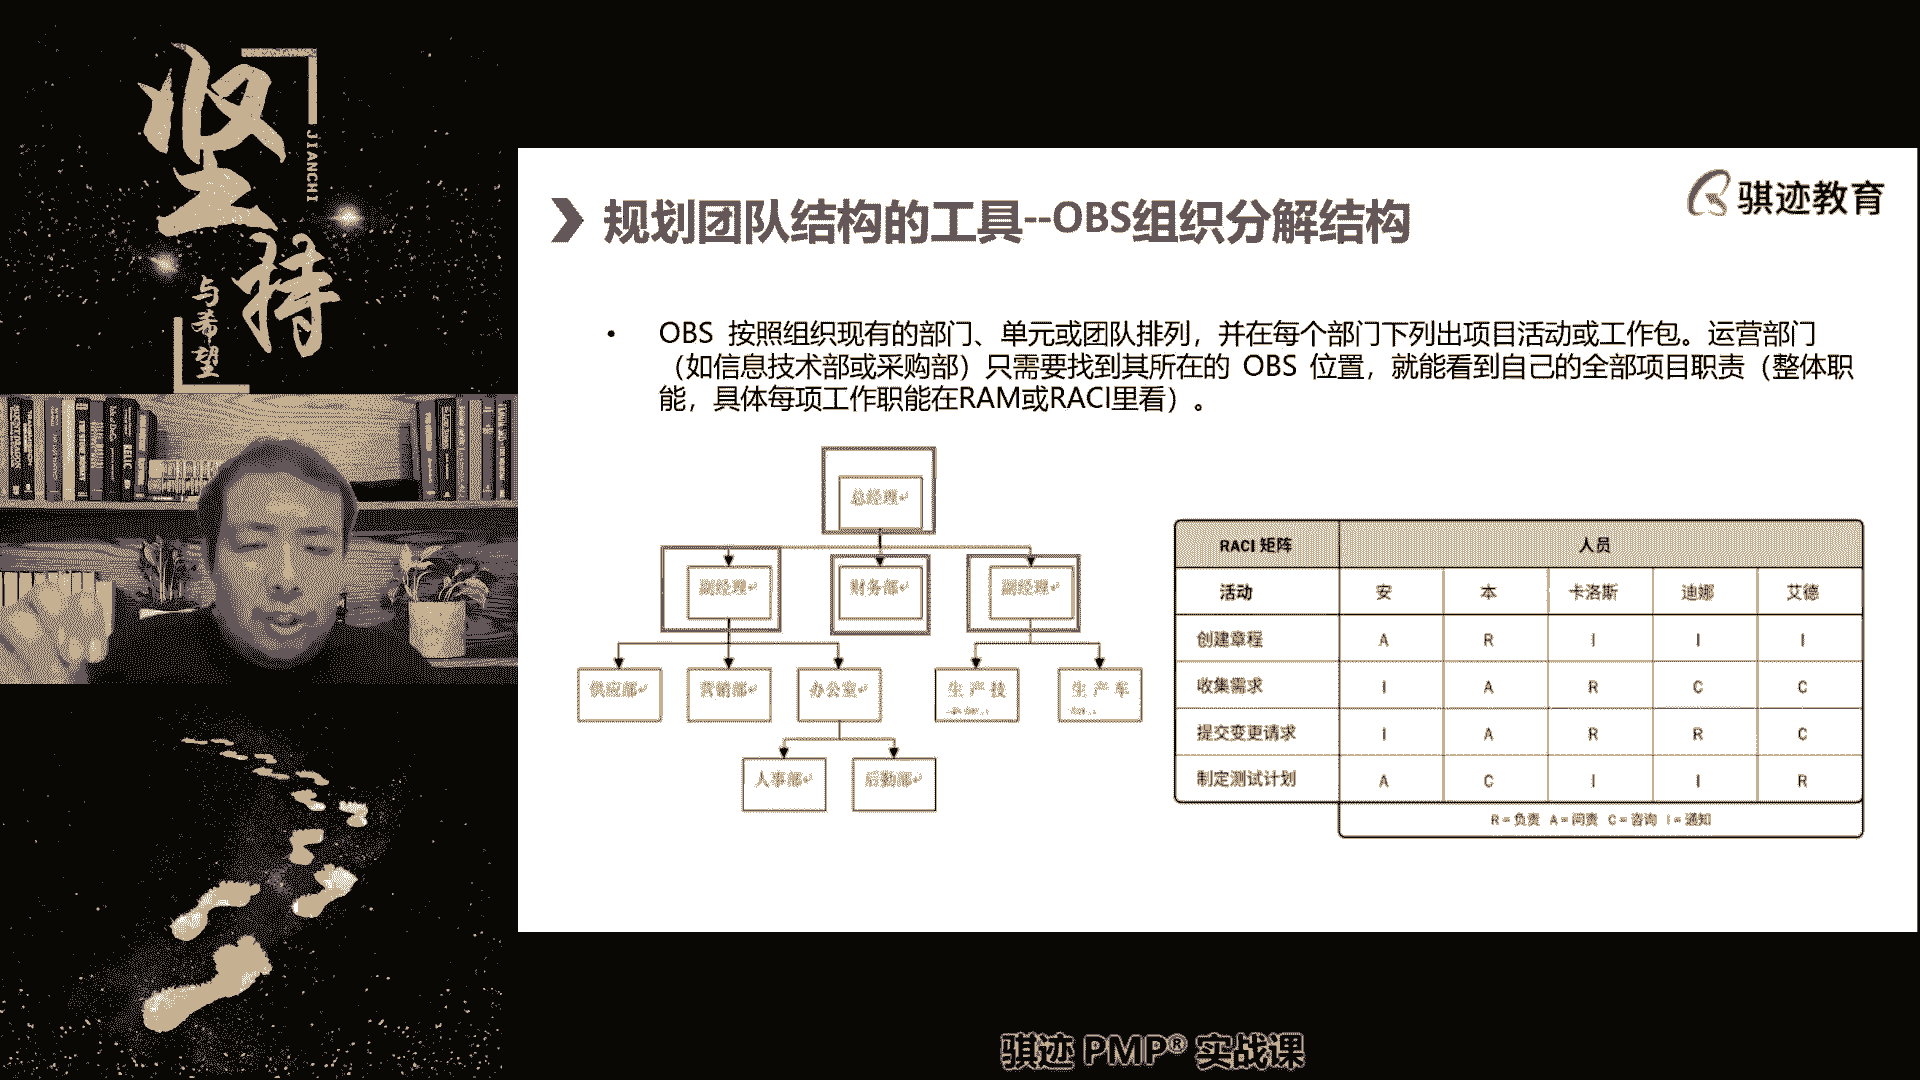 坚持
JIANCHI
与希望
骐迹教育
规划团队结构的工具--OBS组织分解结构
• OBS 按照组织现有的部门、单元或团队排列，并在每个部门下列出项目活动或工作包。运营部门
（如信息技术部或采购部）只需要找到其所在的 OBS 位置，就能看到自己的全部项目职责（整体职
能，具体每项工作职能在RAM或RACI里看）。
总经理
副经理 财务部 副经理
供应部 营销部 办公室 生产技 生产车
人事部 后勤部
RACI 矩阵 人员
活动 安 本 卡洛斯 迪娜 艾德
创建章程 A R I I I
收集需求 I A R C C
提交变更请求 I A R R C
制定测试计划 A C I I R
R = 负责 A = 问责 C = 咨询 I = 通知
骐迹 PMP® 实战课